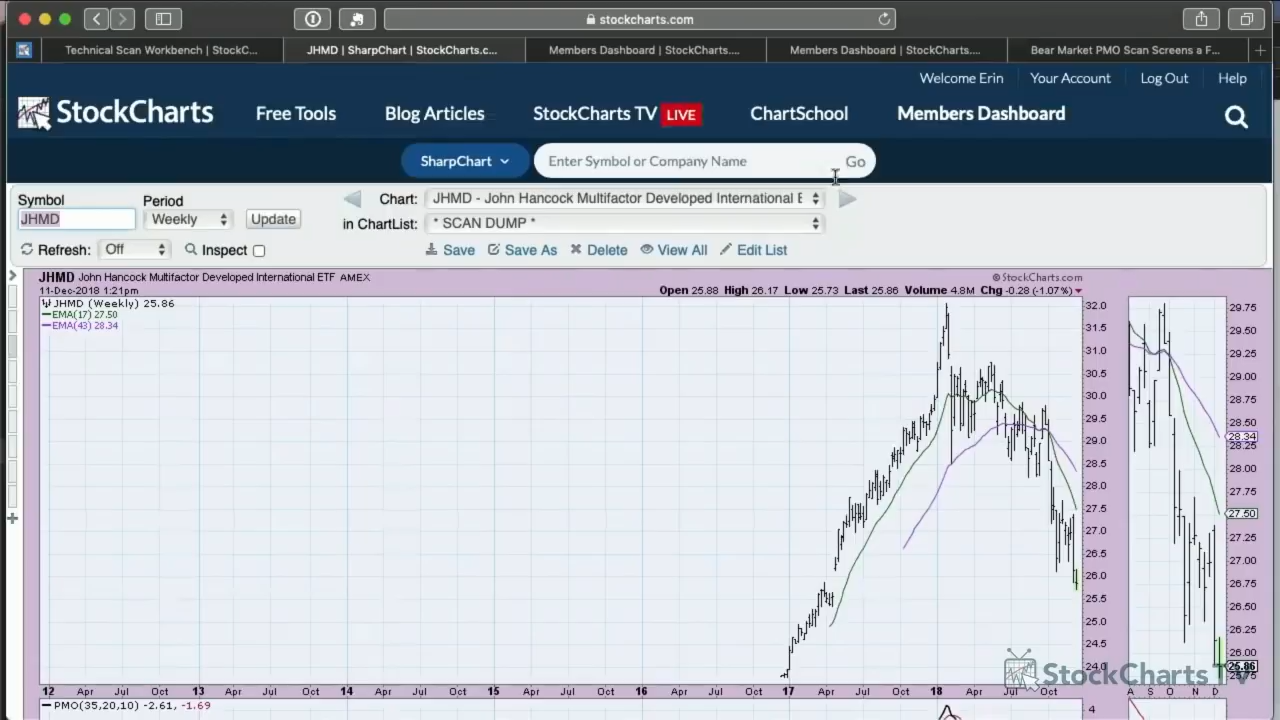 stockcharts.com
Technical Scan Workbench | StockC...
JHMD | SharpChart | StockCharts.c...
Members Dashboard | StockCharts....
Members Dashboard | StockCharts....
Bear Market PMO Scan Screens a F...
Welcome Erin
Your Account
Log Out
Help
StockCharts
Free Tools
Blog Articles
StockCharts TV LIVE
ChartSchool
Members Dashboard
SharpChart
Enter Symbol or Company Name
Go
Symbol
Period
JHMD
Weekly
Update
Chart:
JHMD - John Hancock Multifactor Developed International E
in ChartList:
* SCAN DUMP *
Refresh: Off
Inspect
Save
Save As
Delete
View All
Edit List
JHMD John Hancock Multifactor Developed International ETF AMEX
© StockCharts.com
11-Dec-2018 1:21pm
Open 25.88 High 26.17 Low 25.73 Last 25.86 Volume 4.8M Chg -0.28 (-1.07%)
JHMD (Weekly) 25.86
EMA(17) 27.50
EMA(43) 28.34
32.0
31.5
31.0
30.5
30.0
29.5
29.0
28.5
28.0
27.5
27.0
26.5
26.0
25.5
25.0
24.5
24.0
29.75
29.50
29.25
29.00
28.75
28.50
28.34
28.25
28.00
27.75
27.50
27.25
27.00
26.75
26.50
26.25
26.00
25.86
25.75
12 Apr Jul Oct 13 Apr Jul Oct 14 Apr Jul Oct 15 Apr Jul Oct 16 Apr Jul Oct 17 Apr Jul Oct 18 Apr Jul Oct
A S O N D
StockCharts TV
PMO(35,20,10) -2.61, -1.69
4